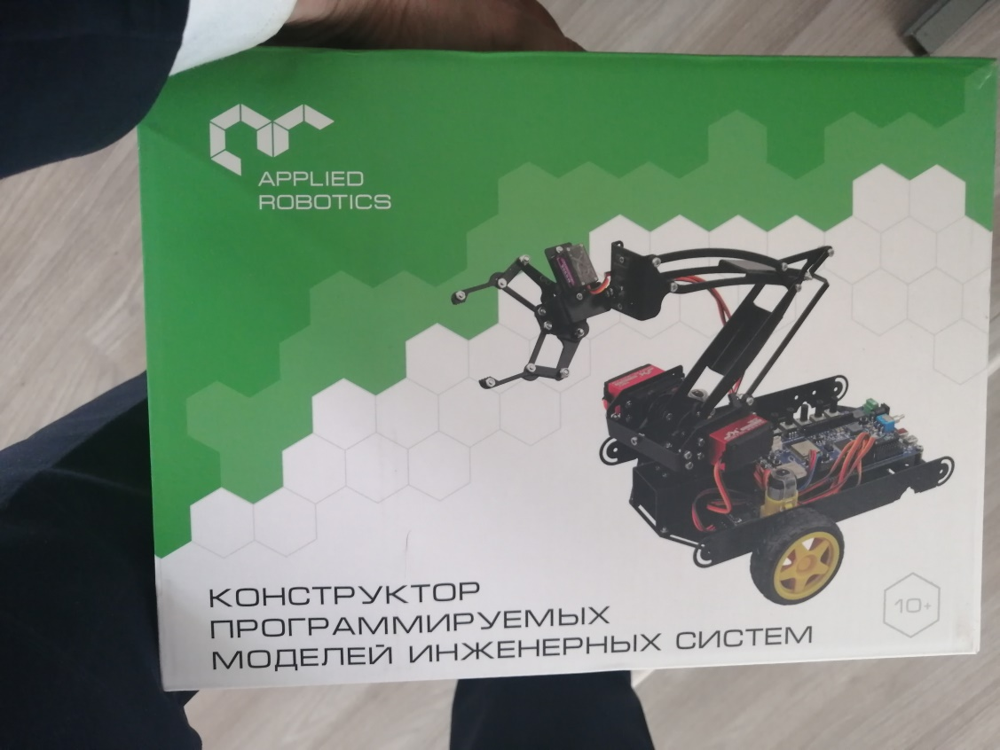 APPLIED
ROBOTICS
КОНСТРУКТОР
ПРОГРАММИРУЕМЫХ
МОДЕЛЕЙ ИНЖЕНЕРНЫХ СИСТЕМ
10+